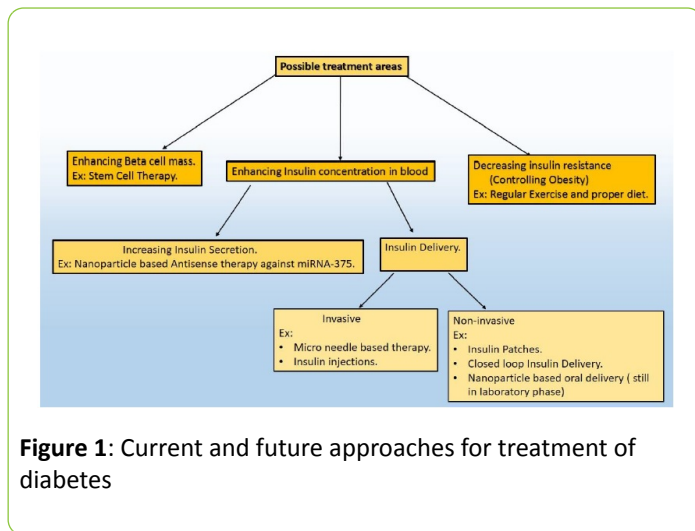 Possible treatment areas
Enhancing Beta cell mass.
Ex: Stem Cell Therapy.
Enhancing Insulin concentration in blood
Decreasing insulin resistance
(Controlling Obesity)
Ex: Regular Exercise and proper diet.
Increasing Insulin Secretion.
Ex: Nanoparticle based Antisense therapy against miRNA-375.
Insulin Delivery.
Invasive
Ex:
• Micro needle based therapy.
• Insulin injections.
Non-invasive
Ex:
• Insulin Patches.
• Closed loop Insulin Delivery.
• Nanoparticle based oral delivery ( still
in laboratory phase)
Figure 1: Current and future approaches for treatment of
diabetes